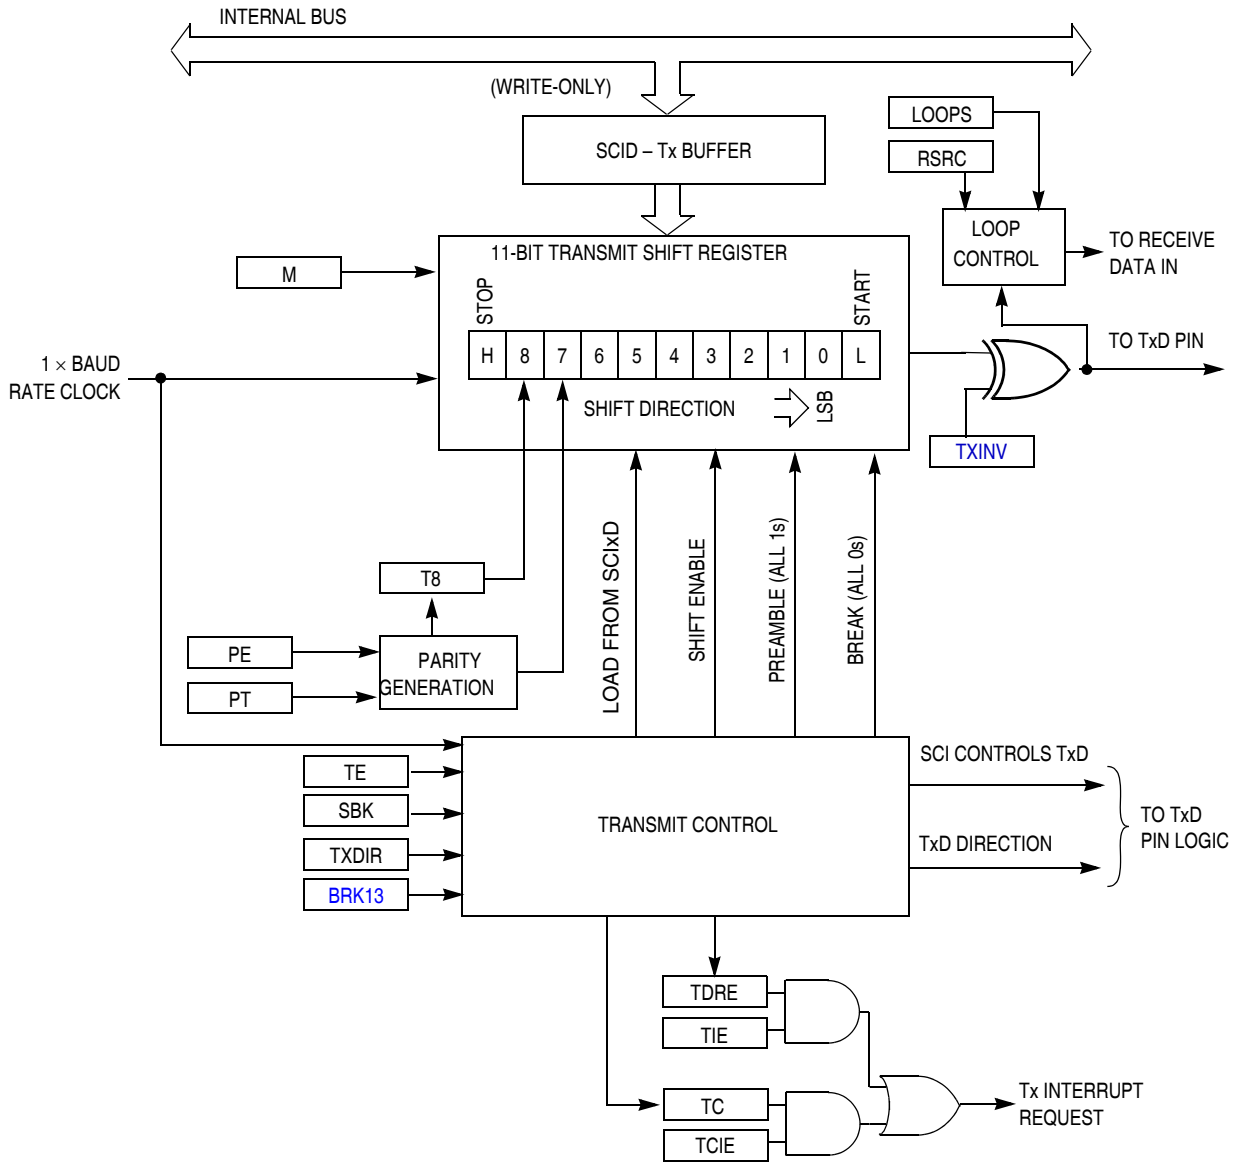 INTERNAL BUS
(WRITE-ONLY)
SCID – Tx BUFFER
LOOPS
RSRC
LOOP
CONTROL
TO RECEIVE
DATA IN
11-BIT TRANSMIT SHIFT REGISTER
M
STOP
START
H 8 7 6 5 4 3 2 1 0 L
1 × BAUD
RATE CLOCK
SHIFT DIRECTION
LSB
TO TxD PIN
TXINV
T8
PE
PT
PARITY
GENERATION
LOAD FROM SCIxD
SHIFT ENABLE
PREAMBLE (ALL 1s)
BREAK (ALL 0s)
TE
SBK
TXDIR
BRK13
TRANSMIT CONTROL
SCI CONTROLS TxD
TxD DIRECTION
TO TxD
PIN LOGIC
TDRE
TIE
TC
TCIE
Tx INTERRUPT
REQUEST